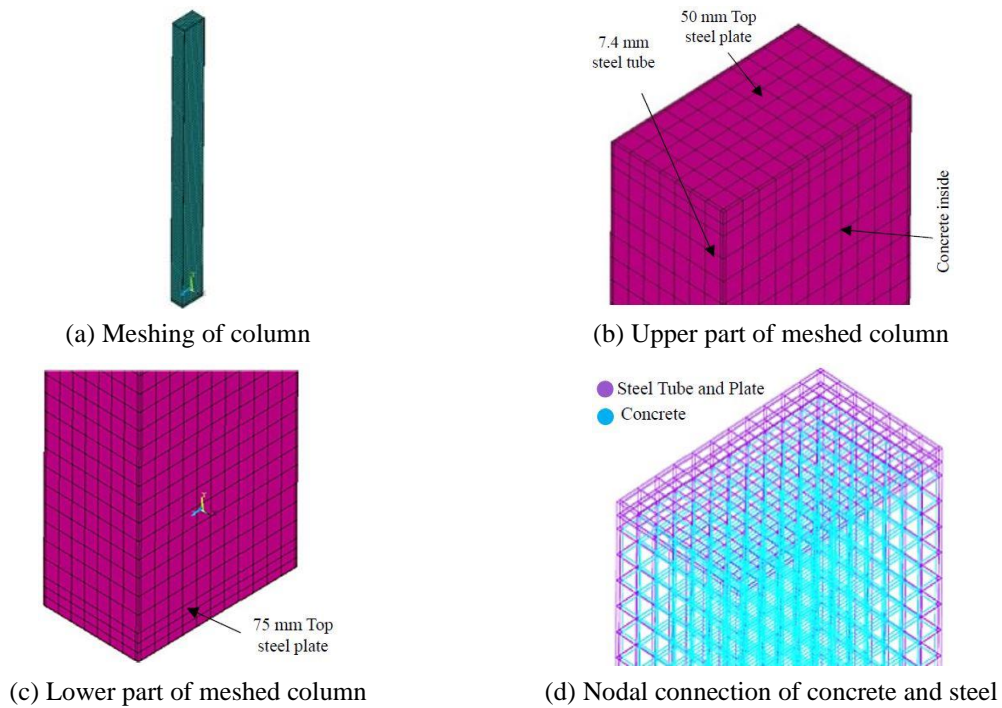 50 mm Top
steel plate
7.4 mm
steel tube
Concrete inside
(a) Meshing of column
(b) Upper part of meshed column
Steel Tube and Plate
Concrete
75 mm Top
steel plate
(c) Lower part of meshed column
(d) Nodal connection of concrete and steel